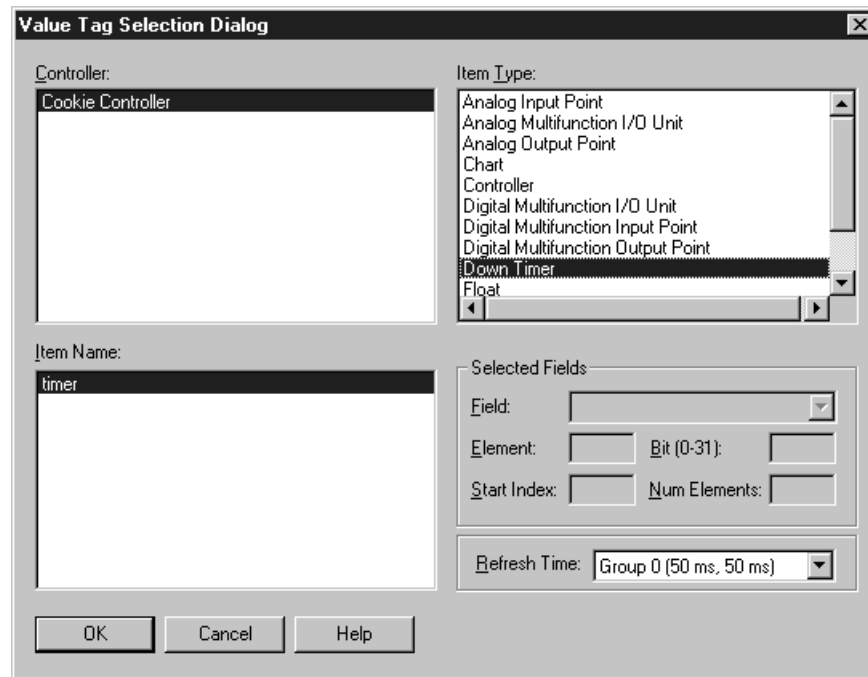 Value Tag Selection Dialog
Controller:
Cookie Controller
Item Type:
Analog Input Point
Analog Multifunction I/O Unit
Analog Output Point
Chart
Controller
Digital Multifunction I/O Unit
Digital Multifunction Input Point
Digital Multifunction Output Point
Down Timer
Float
Item Name:
timer
Selected Fields
Field:
Element: Bit (0-31):
Start Index: Num Elements:
Refresh Time: Group 0 (50 ms, 50 ms)
OK Cancel Help